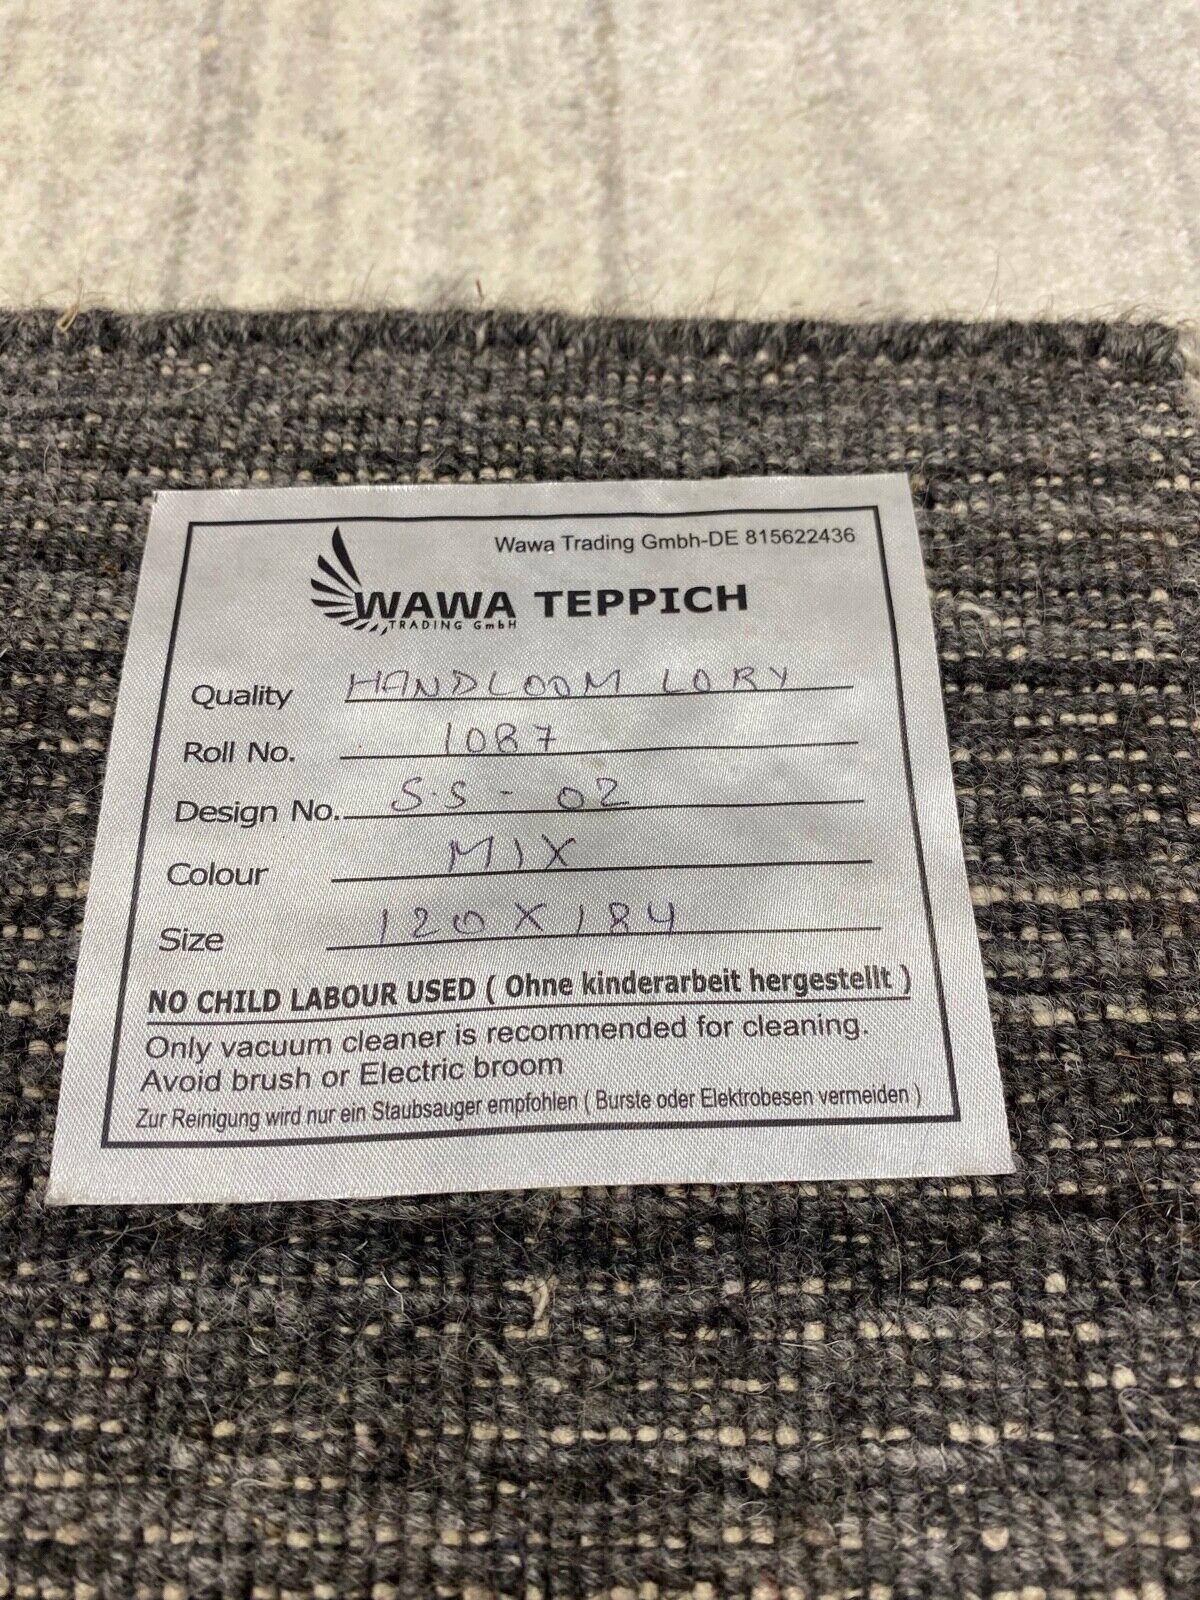 Wawa Trading Gmbh-DE 815622436
WAWA TEPPICH
TRADING GmbH
Quality HANDLOOM LORY
Roll No. 1087
Design No. S.S - 02
Colour MIX
Size 120 X 184
NO CHILD LABOUR USED ( Ohne kinderarbeit hergestellt )
Only vacuum cleaner is recommended for cleaning.
Avoid brush or Electric broom
Zur Reinigung wird nur ein Staubsauger empfohlen ( Burste oder Elektrobesen vermeiden )